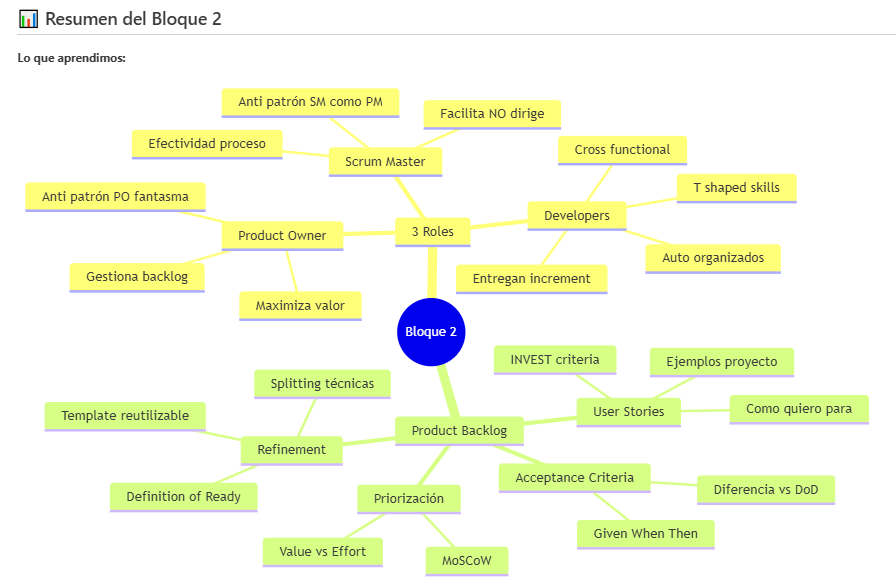 Resumen del Bloque 2
Lo que aprendimos:
Anti patrón SM como PM
Facilita NO dirige
Efectividad proceso
Scrum Master
Cross functional
T shaped skills
Anti patrón PO fantasma
Product Owner
3 Roles
Developers
Auto organizados
Gestiona backlog
Entregan increment
Maximiza valor
Bloque 2
INVEST criteria
Ejemplos proyecto
Splitting técnicas
Template reutilizable
User Stories
Como quiero para
Product Backlog
Refinement
Acceptance Criteria
Diferencia vs DoD
Definition of Ready
Priorización
Given When Then
Value vs Effort
MoSCoW